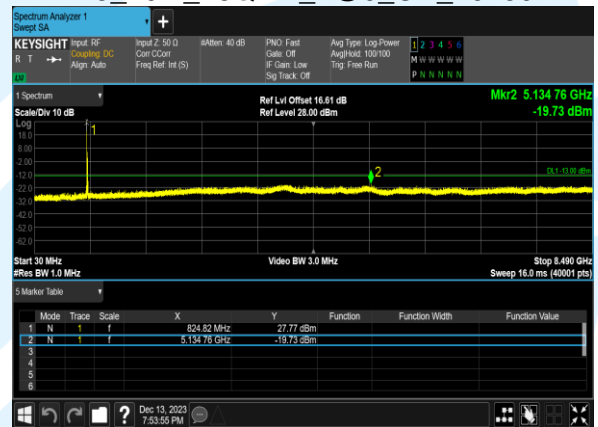 Spectrum Analyzer 1
Swept SA
KEYSIGHT
R T
LW
Input: RF
Coupling: DC
Align: Auto
Input Z: 50 Ω
Corr CCorr
Freq Ref: Int (S)
#Atten: 40 dB
PNO: Fast
Gate: Off
IF Gain: Low
Sig Track: Off
Avg Type: Log-Power
Avg|Hold: 100/100
Trig: Free Run
1 2 3 4 5 6
M W W W W W
P N N N N N
1 Spectrum
Scale/Div 10 dB
Ref Lvl Offset 16.61 dB
Ref Level 28.00 dBm
Mkr2 5.134 76 GHz
-19.73 dBm
Log
1
18.0
8.00
-2.00
-12.0
2
DL1 -13.00 dBm
-22.0
-32.0
-42.0
-52.0
-62.0
Start 30 MHz
#Res BW 1.0 MHz
Video BW 3.0 MHz
Stop 8.490 GHz
Sweep 16.0 ms (40001 pts)
5 Marker Table
Mode Trace Scale X Y Function Function Width Function Value
1 N 1 f 824.82 MHz 27.77 dBm
2 N 1 f 5.134 76 GHz -19.73 dBm
3
4
5
6
?
Dec 13, 2023
7:53:55 PM